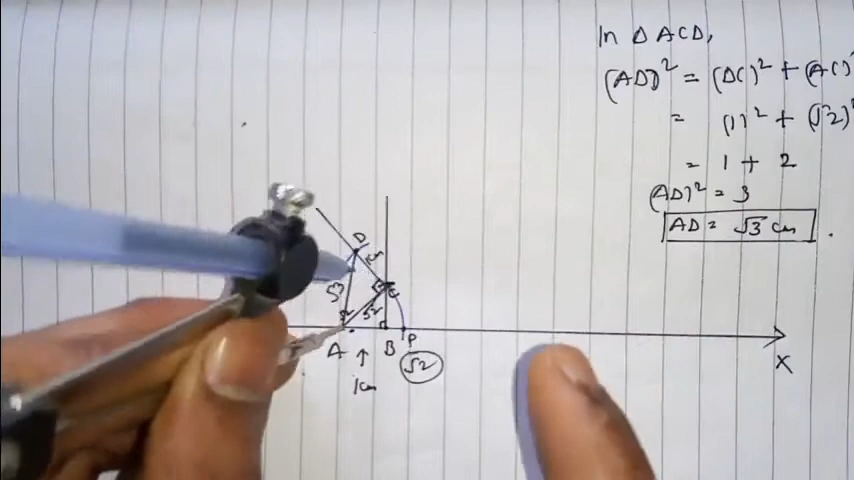 In Δ ACD,
(AD)² = (DC)² + (AC)²
= (1)² + (√2)²
= 1 + 2
(AD)² = 3
AD = √3 cm
D
√3
C
√2
A
B
P
√2
1cm
X